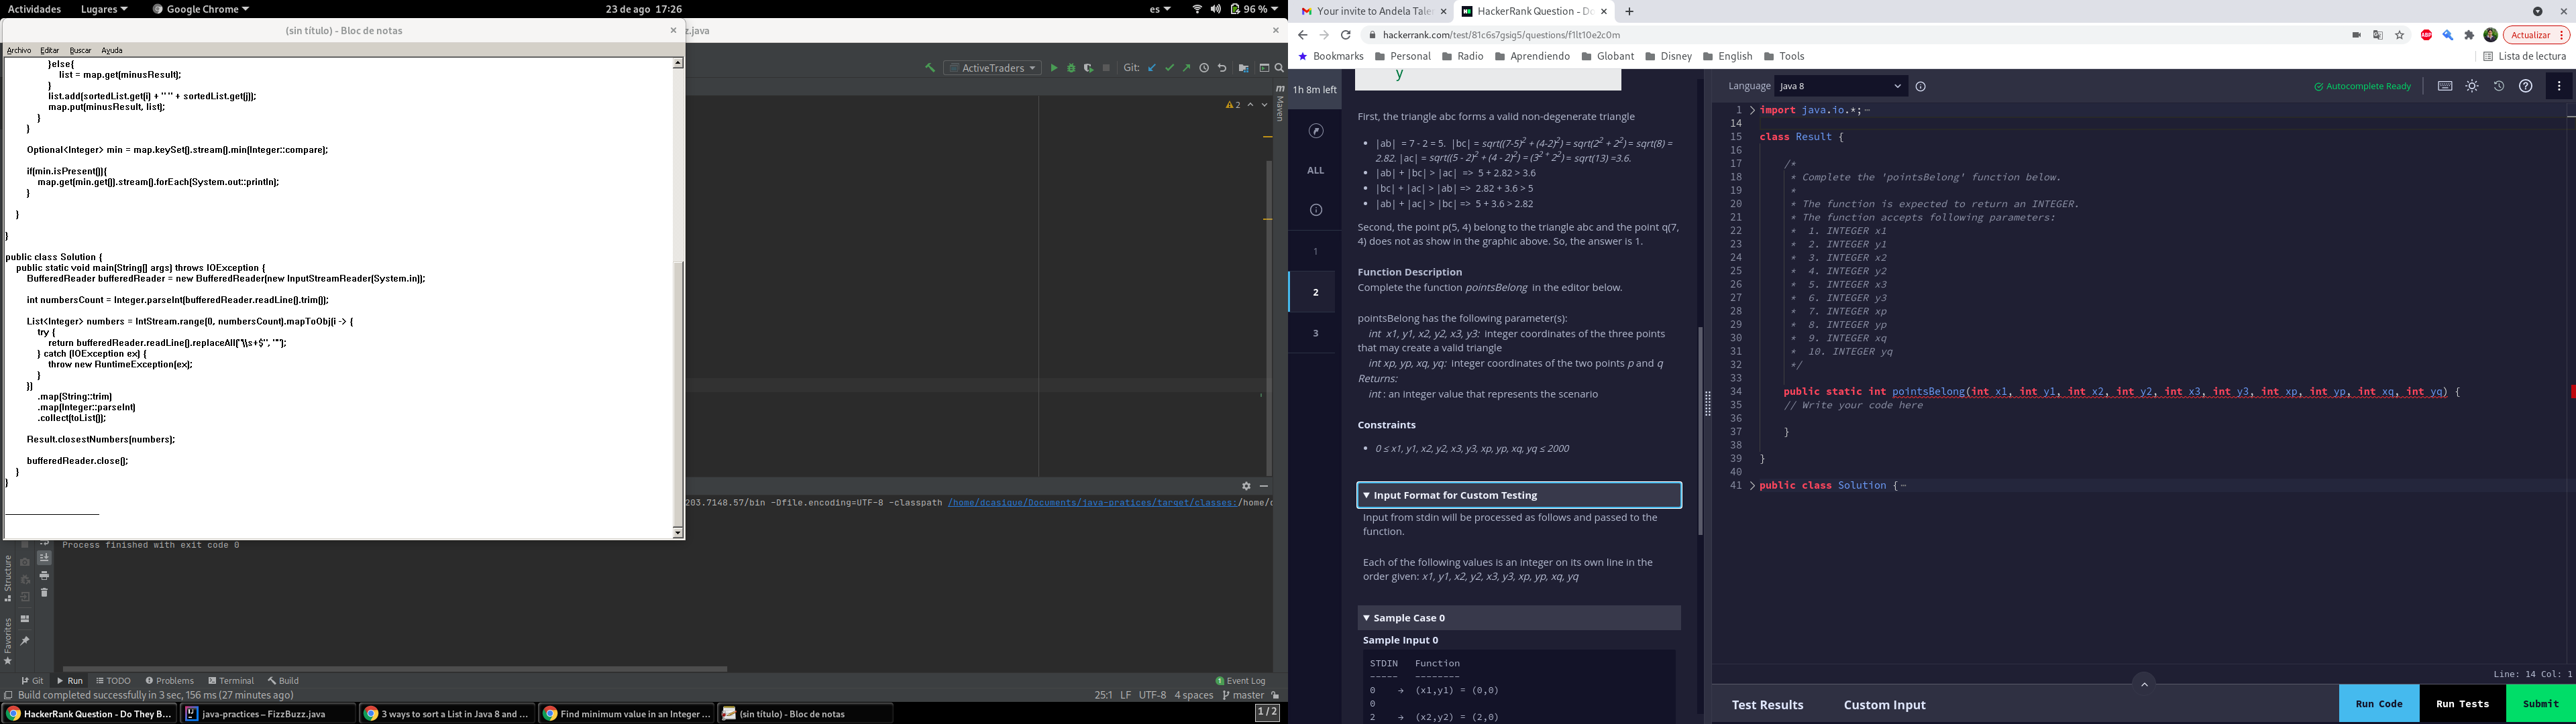 Actividades Lugares Google Chrome 23 de ago 17:26 es 96 %
(sin título) - Bloc de notas
Archivo Editar Buscar Ayuda
}else{
list = map.get(minusResult);
}
list.add(sortedList.get(i) + " " + sortedList.get(j));
map.put(minusResult, list);
}
}
Optional<Integer> min = map.keySet().stream().min(Integer::compare);
if(min.isPresent()){
map.get(min.get()).stream().forEach(System.out::println);
}
}
}
public class Solution {
public static void main(String[] args) throws IOException {
BufferedReader bufferedReader = new BufferedReader(new InputStreamReader(System.in));
int numbersCount = Integer.parseInt(bufferedReader.readLine().trim());
List<Integer> numbers = IntStream.range(0, numbersCount).mapToObj(i -> {
try {
return bufferedReader.readLine().replaceAll("\\s+$", "");
} catch (IOException ex) {
throw new RuntimeException(ex);
}
})
.map(String::trim)
.map(Integer::parseInt)
.collect(toList());
Result.closestNumbers(numbers);
bufferedReader.close();
}
}
z.java
ActiveTraders Git:
2
Maven
203.7148.57/bin -Dfile.encoding=UTF-8 -classpath /home/dcasique/Documents/java-pratices/target/classes:/home/c
Process finished with exit code 0
Structure
Favorites
Git Run TODO Problems Terminal Build 1 Event Log
Build completed successfully in 3 sec, 156 ms (27 minutes ago) 25:1 LF UTF-8 4 spaces master
HackerRank Question - Do They B... java-practices – FizzBuzz.java 3 ways to sort a List in Java 8 and ... Find minimum value in an Integer ... (sin título) - Bloc de notas 1 / 2
Your invite to Andela Tale HackerRank Question - Do
hackerrank.com/test/81c6s7gsig5/questions/f1lt10e2c0m ABP Actualizar
Bookmarks Personal Radio Aprendiendo Globant Disney English Tools Lista de lectura
1h 8m left
ALL
1
2
3
y
First, the triangle abc forms a valid non-degenerate triangle
|ab| = 7 - 2 = 5. |bc| = sqrt((7-5)2 + (4-2)2) = sqrt(22 + 22) = sqrt(8) =
2.82. |ac| = sqrt((5 - 2)2 + (4 - 2)2) = (32 + 22) = sqrt(13) =3.6.
|ab| + |bc| > |ac| => 5 + 2.82 > 3.6
|bc| + |ac| > |ab| => 2.82 + 3.6 > 5
|ab| + |ac| > |bc| => 5 + 3.6 > 2.82
Second, the point p(5, 4) belong to the triangle abc and the point q(7,
4) does not as show in the graphic above. So, the answer is 1.
Function Description
Complete the function pointsBelong in the editor below.
pointsBelong has the following parameter(s):
int x1, y1, x2, y2, x3, y3: integer coordinates of the three points
that may create a valid triangle
int xp, yp, xq, yq: integer coordinates of the two points p and q
Returns:
int : an integer value that represents the scenario
Constraints
0 ≤ x1, y1, x2, y2, x3, y3, xp, yp, xq, yq ≤ 2000
Input Format for Custom Testing
Input from stdin will be processed as follows and passed to the
function.
Each of the following values is an integer on its own line in the
order given: x1, y1, x2, y2, x3, y3, xp, yp, xq, yq
Sample Case 0
Sample Input 0
STDIN Function
----- --------
0 → (x1,y1) = (0,0)
0
2 → (x2,y2) = (2,0)
Language Java 8 Autocomplete Ready
1 import java.io.*;
14
15 class Result {
16
17 /*
18 * Complete the 'pointsBelong' function below.
19 *
20 * The function is expected to return an INTEGER.
21 * The function accepts following parameters:
22 * 1. INTEGER x1
23 * 2. INTEGER y1
24 * 3. INTEGER x2
25 * 4. INTEGER y2
26 * 5. INTEGER x3
27 * 6. INTEGER y3
28 * 7. INTEGER xp
29 * 8. INTEGER yp
30 * 9. INTEGER xq
31 * 10. INTEGER yq
32 */
33
34 public static int pointsBelong(int x1, int y1, int x2, int y2, int x3, int y3, int xp, int yp, int xq, int yq) {
35 // Write your code here
36
37 }
38
39 }
40
41 public class Solution {
Line: 14 Col: 1
Test Results Custom Input Run Code Run Tests Submit